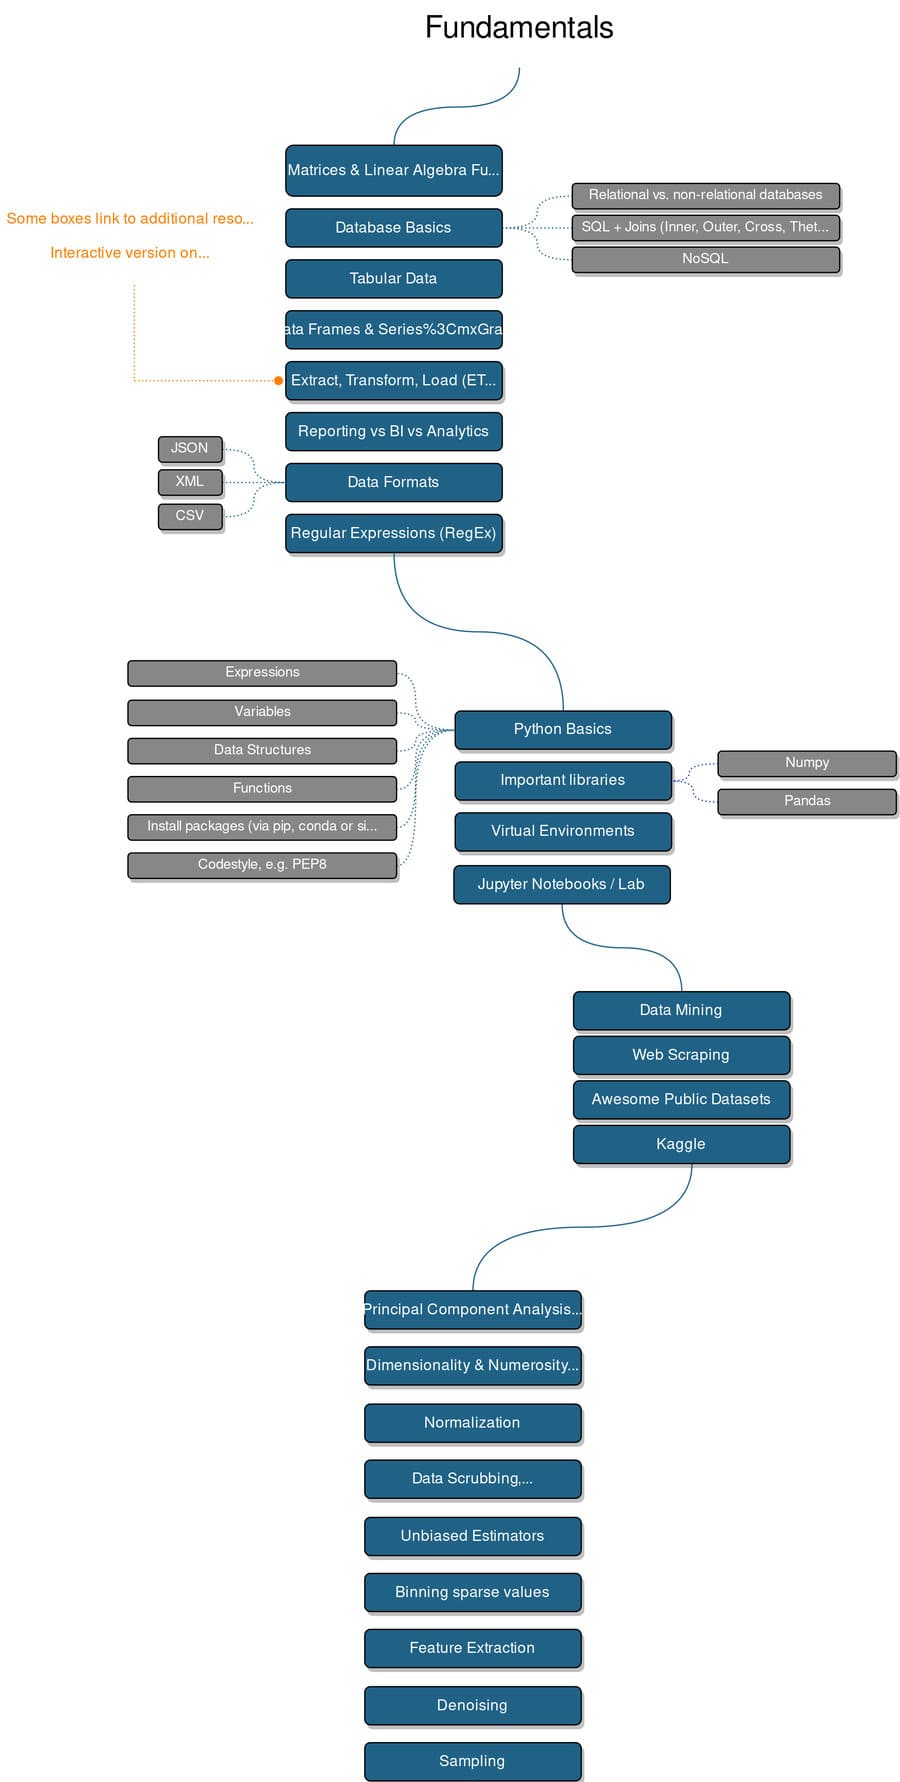 Fundamentals
Matrices & Linear Algebra Fu...
Some boxes link to additional reso...
Interactive version on...
Database Basics
Relational vs. non-relational databases
SQL + Joins (Inner, Outer, Cross, Thet...
NoSQL
Tabular Data
ata Frames & Series%3CmxGra
Extract, Transform, Load (ET...
Reporting vs BI vs Analytics
Data Formats
JSON
XML
CSV
Regular Expressions (RegEx)
Python Basics
Expressions
Variables
Data Structures
Functions
Install packages (via pip, conda or si...
Codestyle, e.g. PEP8
Important libraries
Numpy
Pandas
Virtual Environments
Jupyter Notebooks / Lab
Data Mining
Web Scraping
Awesome Public Datasets
Kaggle
Principal Component Analysis...
Dimensionality & Numerosity...
Normalization
Data Scrubbing,...
Unbiased Estimators
Binning sparse values
Feature Extraction
Denoising
Sampling